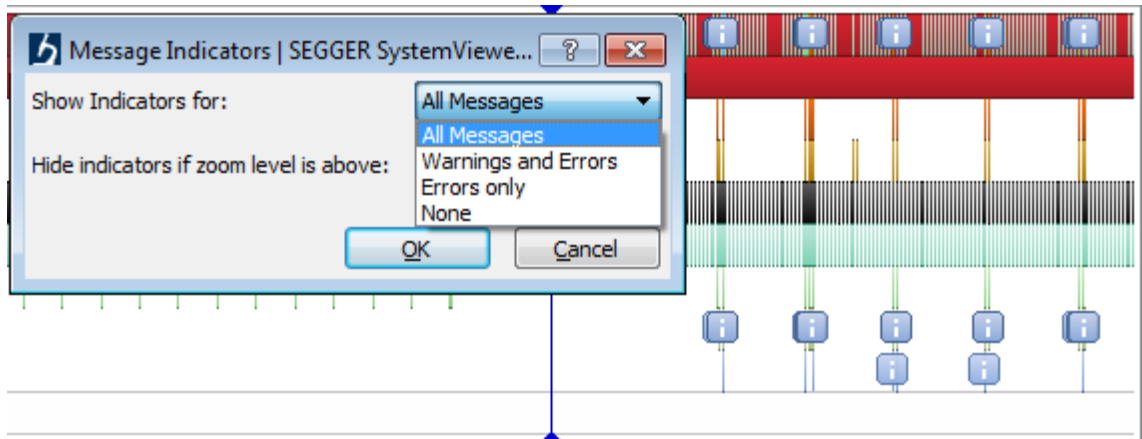 Message Indicators | SEGGER SystemViewe... ?
Show Indicators for:
All Messages
All Messages
Warnings and Errors
Hide indicators if zoom level is above:
Errors only
None
OK
Cancel